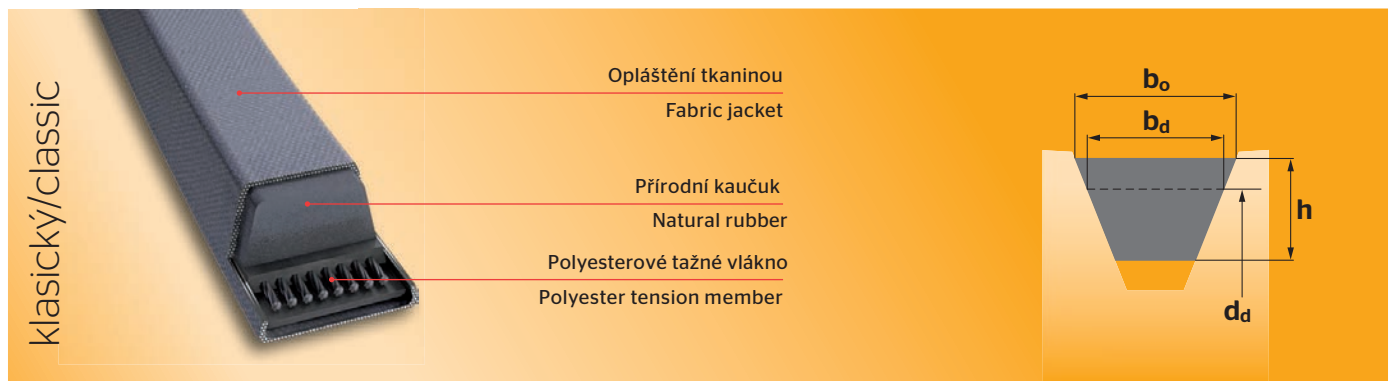 klasický/classic
Opláštění tkaninou
Fabric jacket
Přírodní kaučuk
Natural rubber
Polyesterové tažné vlákno
Polyester tension member
bo
bd
h
dd